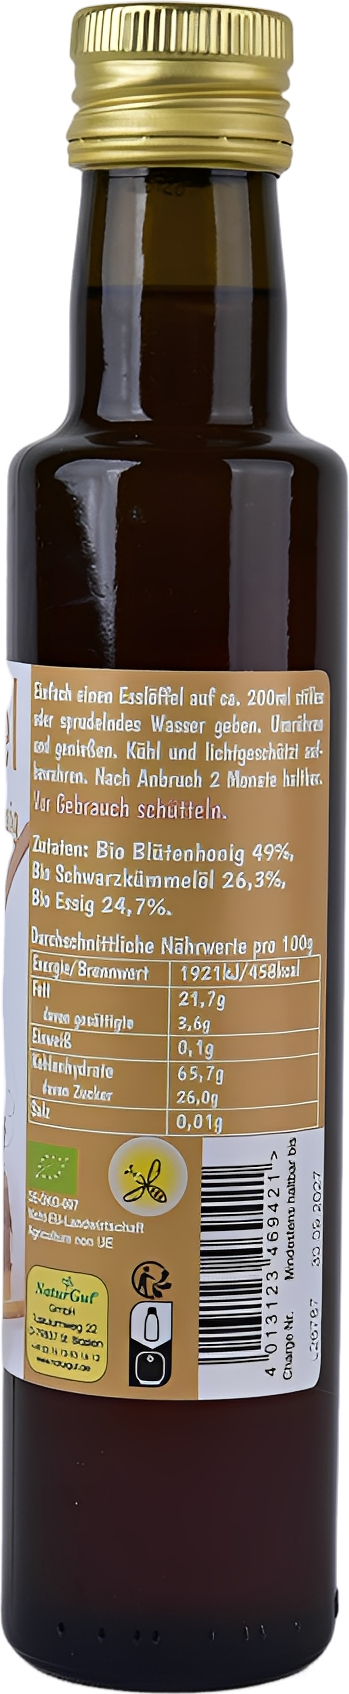 Einfach einen Esslöffel auf ca. 200ml stilles
oder sprudelndes Wasser geben. Umrühren
und genießen. Kühl und lichtgeschützt auf-
bewahren. Nach Anbruch 2 Monate haltbar.
Vor Gebrauch schütteln.
Zutaten: Bio Blütenhonig 49%,
Bio Schwarzkümmelöl 26,3%,
Bio Essig 24,7%.
Durchschnittliche Nährwerte pro 100g
Energie/Brennwert 1921kJ/458kcal
Fett 21,7g
davon gesättigte 3,6g
Eiweiß 0,1g
Kohlenhydrate 65,7g
davon Zucker 26,0g
Salz 0,01g
DE-ÖKO-007
Nicht-EU-Landwirtschaft
Agriculture non UE
NaturGut
GmbH
4 013123 469421 >
Charge Nr. Mindestens haltbar bis
30 09 2027